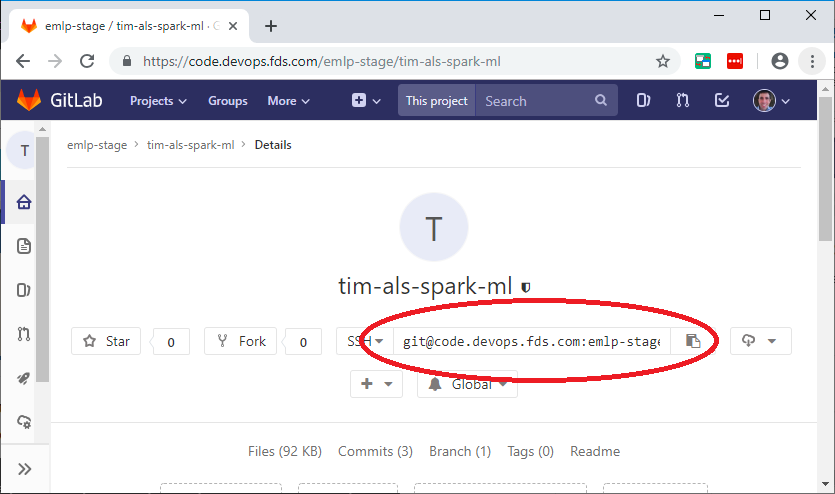 emlp-stage / tim-als-spark-ml · G
https://code.devops.fds.com/emlp-stage/tim-als-spark-ml
GitLab Projects Groups More This project Search
T emlp-stage > tim-als-spark-ml > Details
T
tim-als-spark-ml
Star 0 Fork 0 SSH git@code.devops.fds.com:emlp-stage
Global
Files (92 KB) Commits (3) Branch (1) Tags (0) Readme